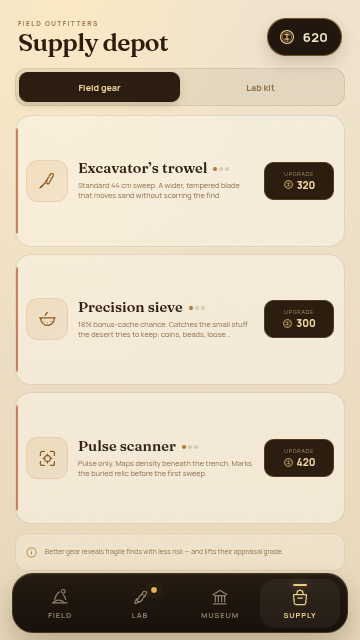 FIELD OUTFITTERS
Supply depot
620
Field gear
Lab kit
Excavator’s trowel
Standard 44 cm sweep. A wider, tempered blade
that moves sand without scarring the find.
UPGRADE
320
Precision sieve
18% bonus-cache chance. Catches the small stuff
the desert tries to keep: coins, beads, loose…
UPGRADE
300
Pulse scanner
Pulse only. Maps density beneath the trench. Marks
the buried relic before the first sweep.
UPGRADE
420
Better gear reveals fragile finds with less risk — and lifts their appraisal grade.
FIELD
LAB
MUSEUM
SUPPLY